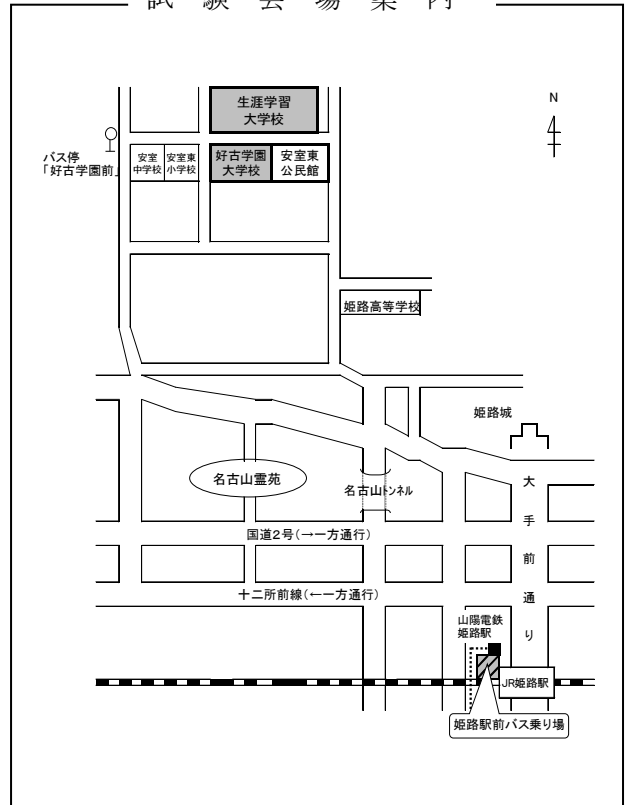 試験会場案内
生涯学習
大学校
N
バス停
「好古学園前」
安室
中学校
安室東
小学校
好古学園
大学校
安室東
公民館
姫路高等学校
姫路城
名古山霊苑
名古山トンネル
大手前通り
国道2号(→一方通行)
十二所前線(←一方通行)
山陽電鉄
姫路駅
JR姫路駅
姫路駅前バス乗り場